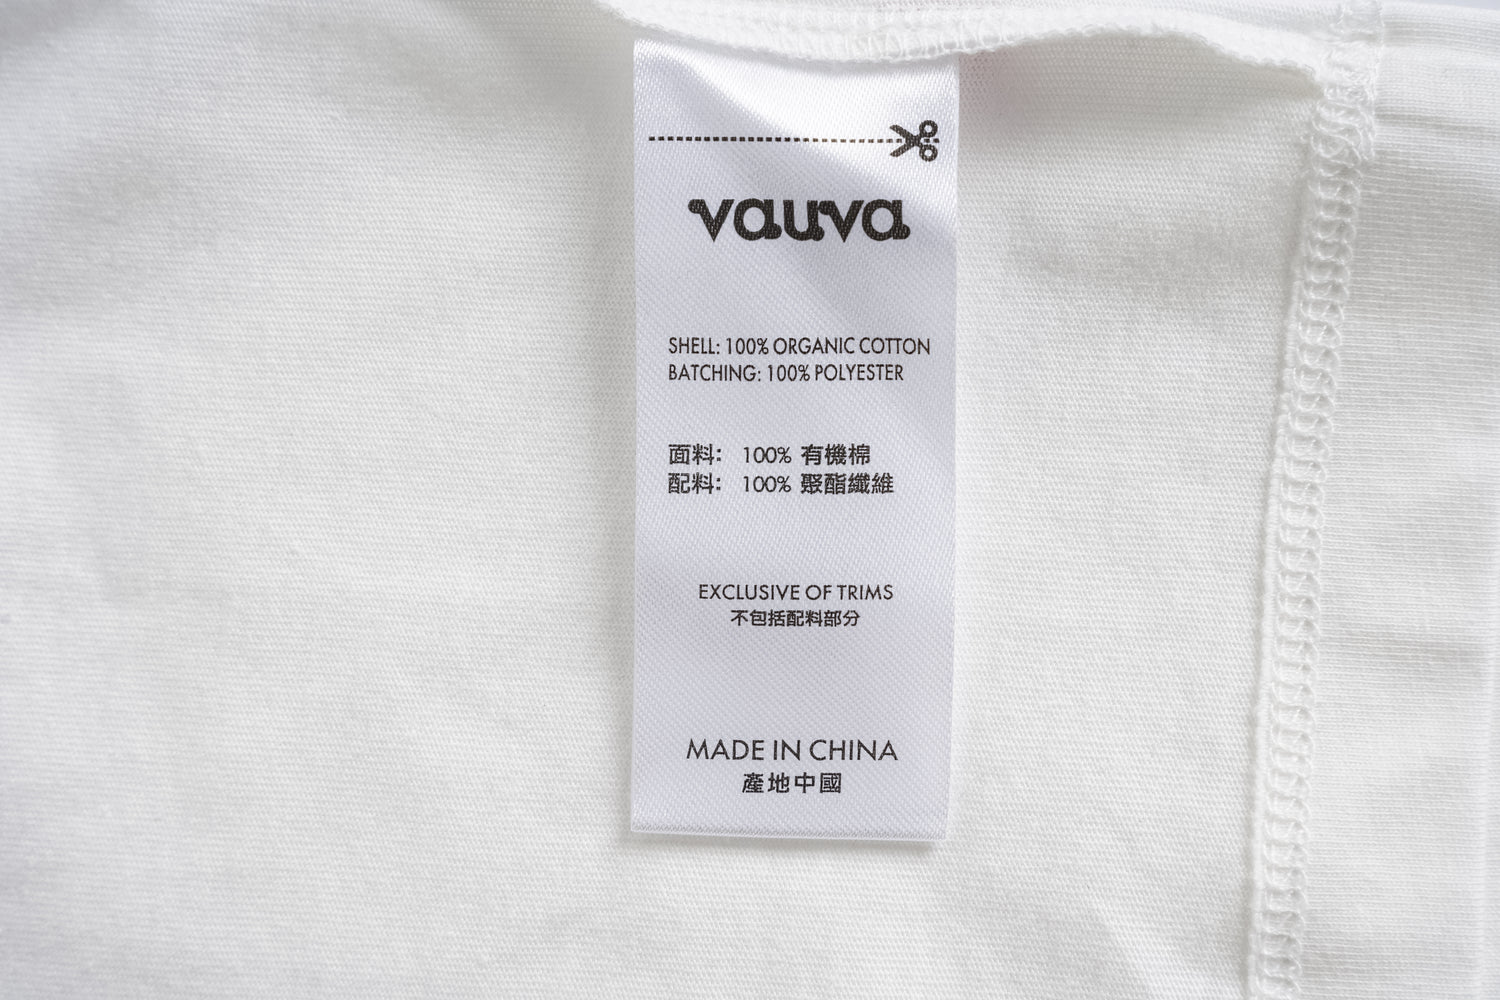 vauva
SHELL: 100% ORGANIC COTTON
BATCHING: 100% POLYESTER
面料: 100% 有機棉
配料: 100% 聚酯纖維
EXCLUSIVE OF TRIMS
不包括配料部分
MADE IN CHINA
產地中國